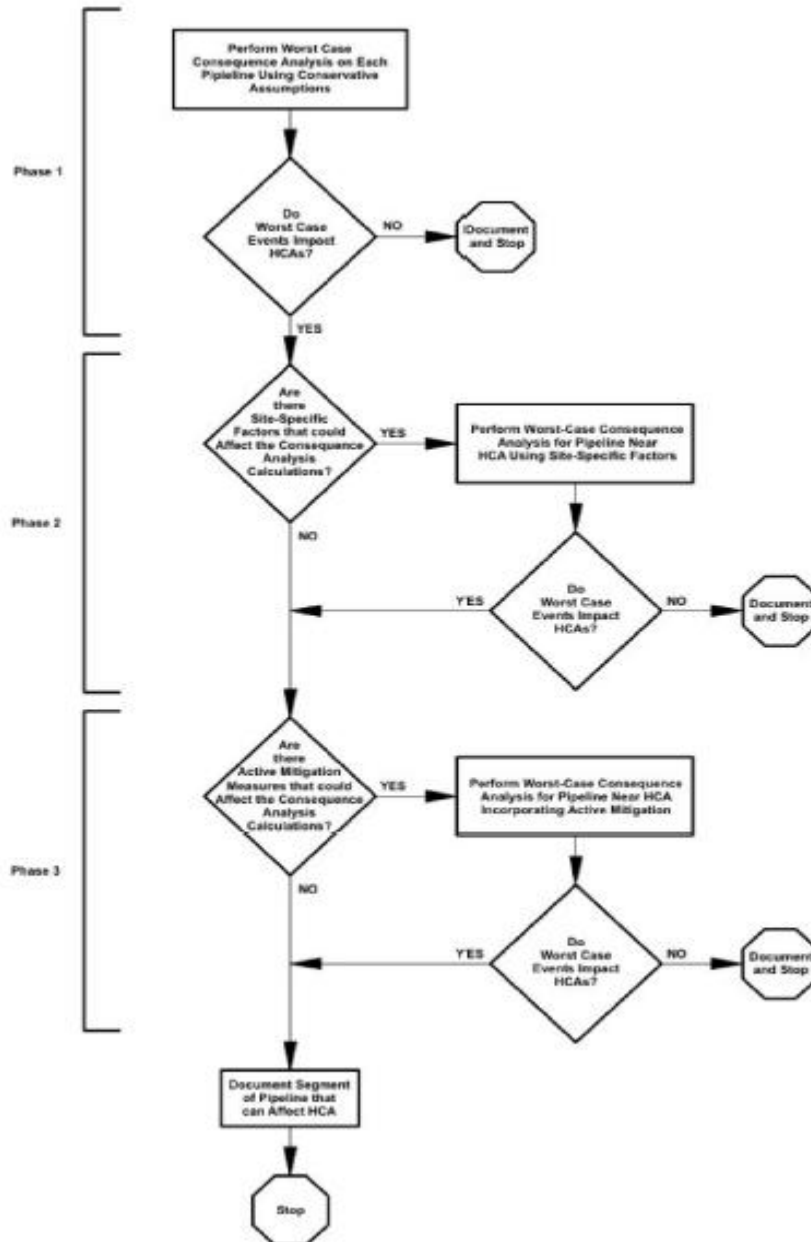 Perform Worst Case
Consequence Analysis on Each
Pipleline Using Conservative
Assumptions
Phase 1
Do
Worst Case
Events Impact
HCAs?
NO
Document
and Stop
YES
Are
there
Site-Specific
Factors that could
Affect the Consequence
Analysis
Calculations?
YES
Perform Worst-Case Consequence
Analysis for Pipeline Near
HCA Using Site-Specific Factors
Phase 2
NO
Do
Worst Case
Events Impact
HCAs?
YES
NO
Document
and Stop
Are
there
Active Mitigation
Measures that could
Affect the Consequence
Analysis
Calculations?
YES
Perform Worst-Case Consequence
Analysis for Pipeline Near HCA
Incorporating Active Mitigation
Phase 3
NO
Do
Worst Case
Events Impact
HCAs?
YES
NO
Document
and Stop
Document Segment
of Pipeline that
can Affect HCA
Stop